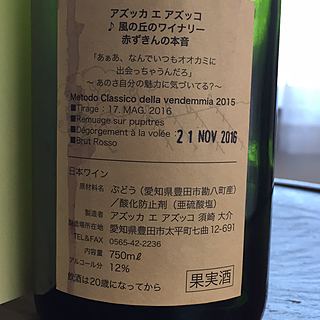 アズッカ エ アズッコ
♪ 風の丘のワイナリー
赤ずきんの本音
「あぁあ、なんでいつもオオカミに
出会っちゃうんだろ」
~ あのさ自分の魅力に気づいてる?~
Metodo Classico della vendemmia 2015
■Tirage : 17. MAG. 2016
■Remuage sur pupitres
■Dégorgement à la volée : 21 NOV 2016
■Brut Rosso
日本ワイン
原材料名 ぶどう (愛知県豊田市勘八町産)
/酸化防止剤 (亜硫酸塩)
製造者 アズッカ エ アズッコ 須崎 大介
製造場所在地 愛知県豊田市太平町七曲12-691
TEL&FAX 0565-42-2236
内容量 750mℓ
アルコール分 12%
果実酒
飲酒は20歳になってから